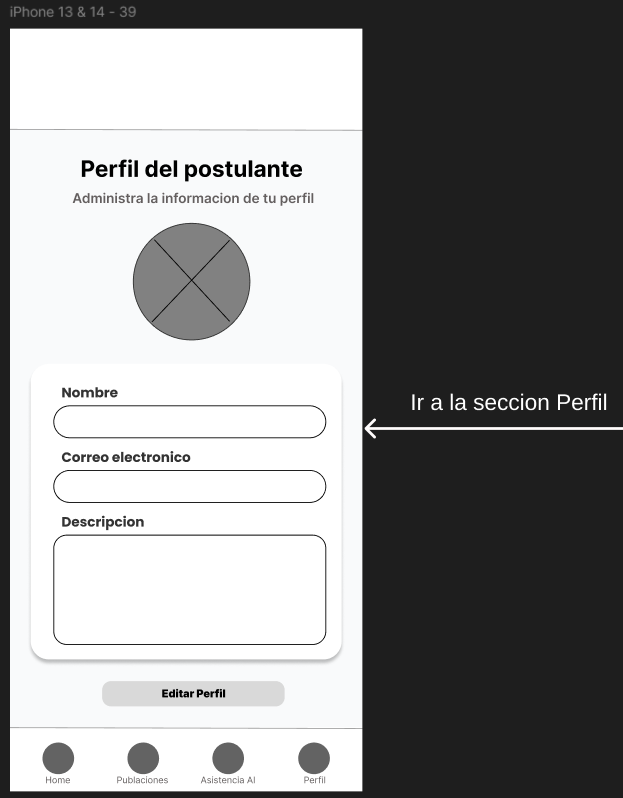 iPhone 13 & 14 - 39
Perfil del postulante
Administra la informacion de tu perfil
Nombre
Ir a la seccion Perfil
Correo electronico
Descripcion
Editar Perfil
Home
Publaciones
Asistencia AI
Perfil